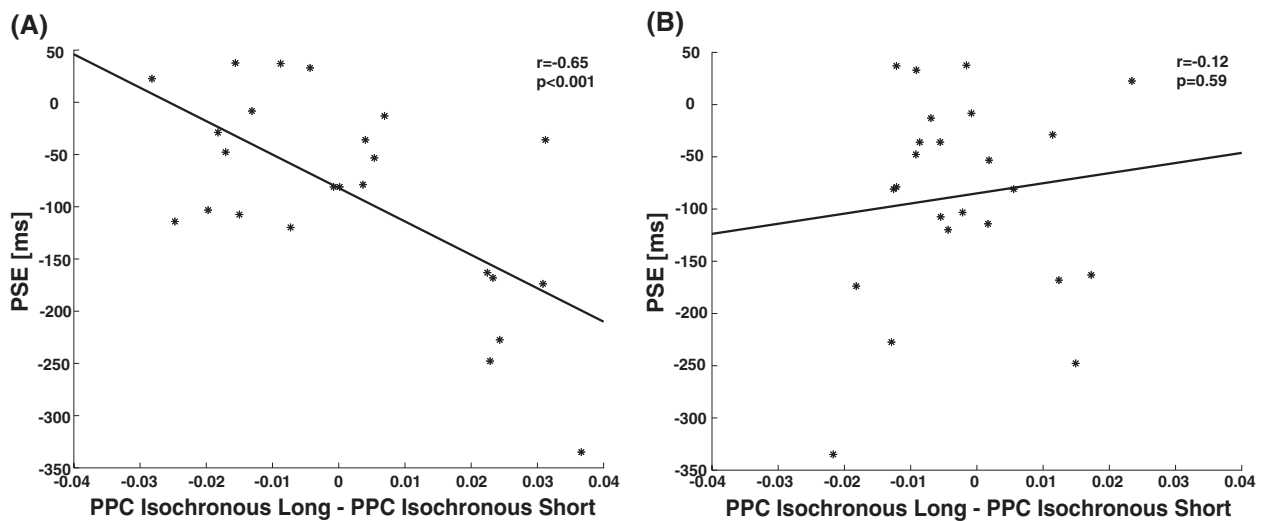 (A)
r=-0.65
p<0.001
PSE [ms]
50
0
-50
-100
-150
-200
-250
-300
-350
-0.04 -0.03 -0.02 -0.01 0 0.01 0.02 0.03 0.04
PPC Isochronous Long - PPC Isochronous Short
(B)
r=-0.12
p=0.59
PSE [ms]
50
0
-50
-100
-150
-200
-250
-300
-350
-0.04 -0.03 -0.02 -0.01 0 0.01 0.02 0.03 0.04
PPC Isochronous Long - PPC Isochronous Short